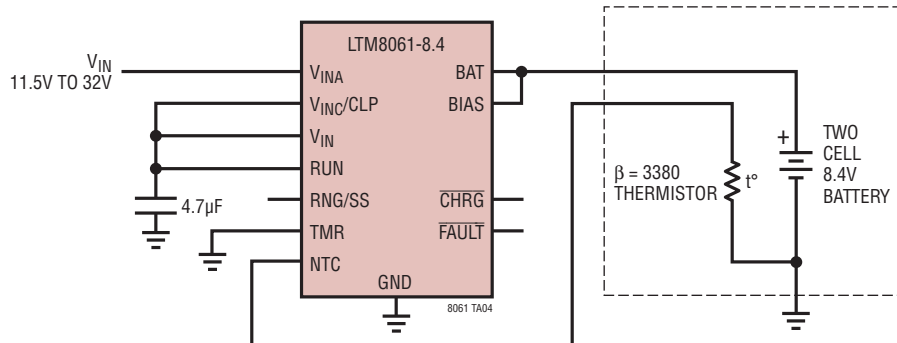 LTM8061-8.4
V_IN
11.5V TO 32V
V_INA
V_INC/CLP
V_IN
RUN
RNG/SS
TMR
NTC
GND
BAT
BIAS
CHRG
FAULT
4.7µF
8061 TA04
β = 3380
THERMISTOR
t°
+
TWO
CELL
8.4V
BATTERY